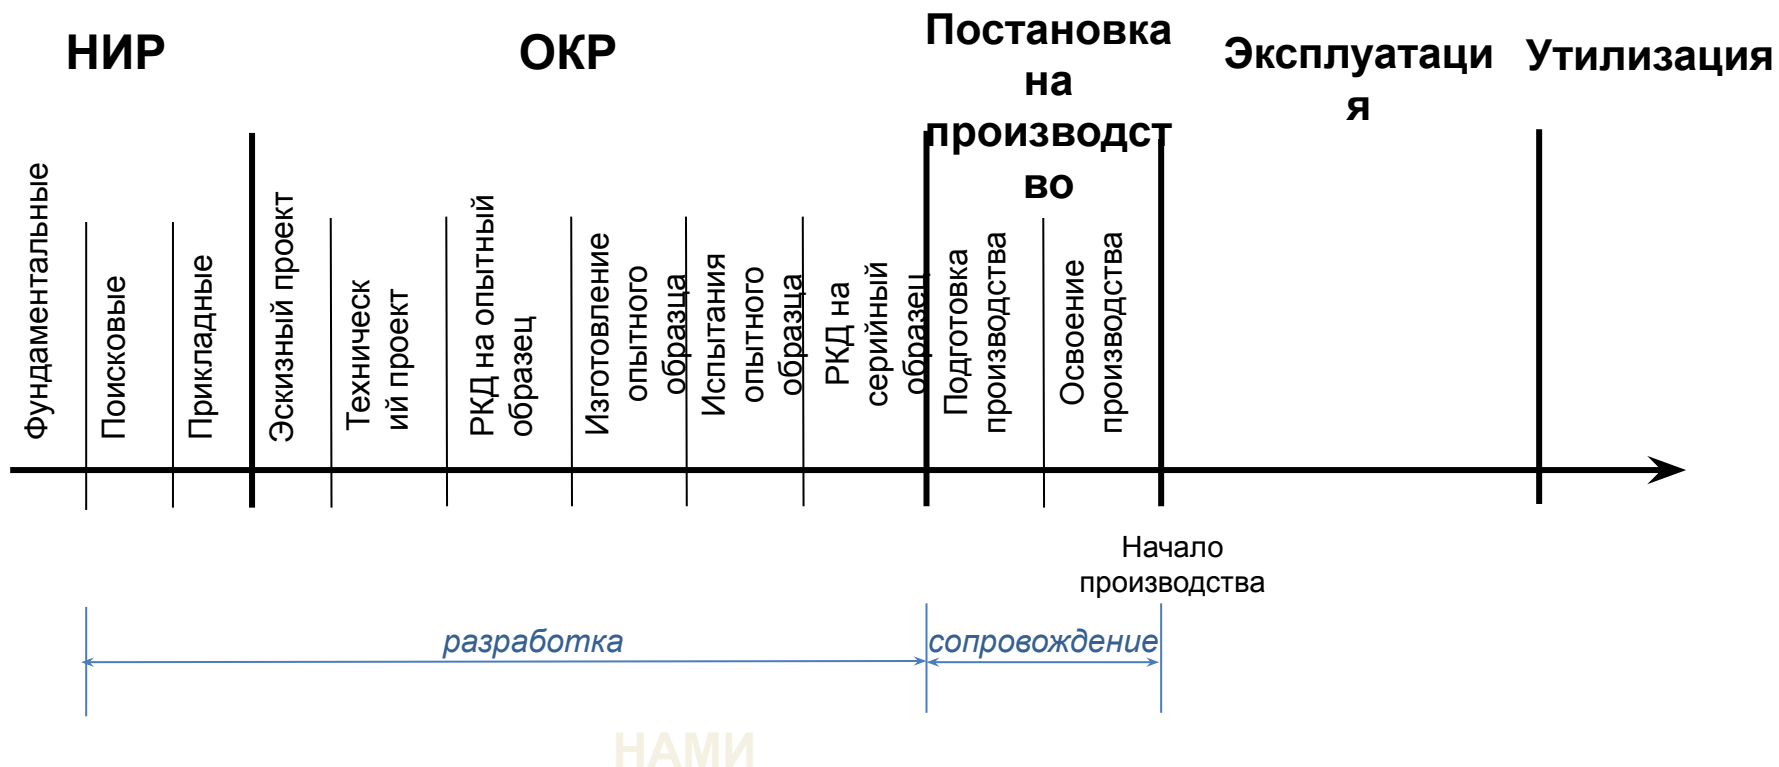 НИР
ОКР
Постановка
на
производст
во
Эксплуатаци
я
Утилизация
Фундаментальные
Поисковые
Прикладные
Эскизный проект
Техническ
ий проект
РКД на опытный
образец
Изготовление
опытного
образца
Испытания
опытного
образца
РКД на
серийный
образец
Подготовка
производства
Освоение
производства
Начало
производства
разработка
сопровождение
НАМИ